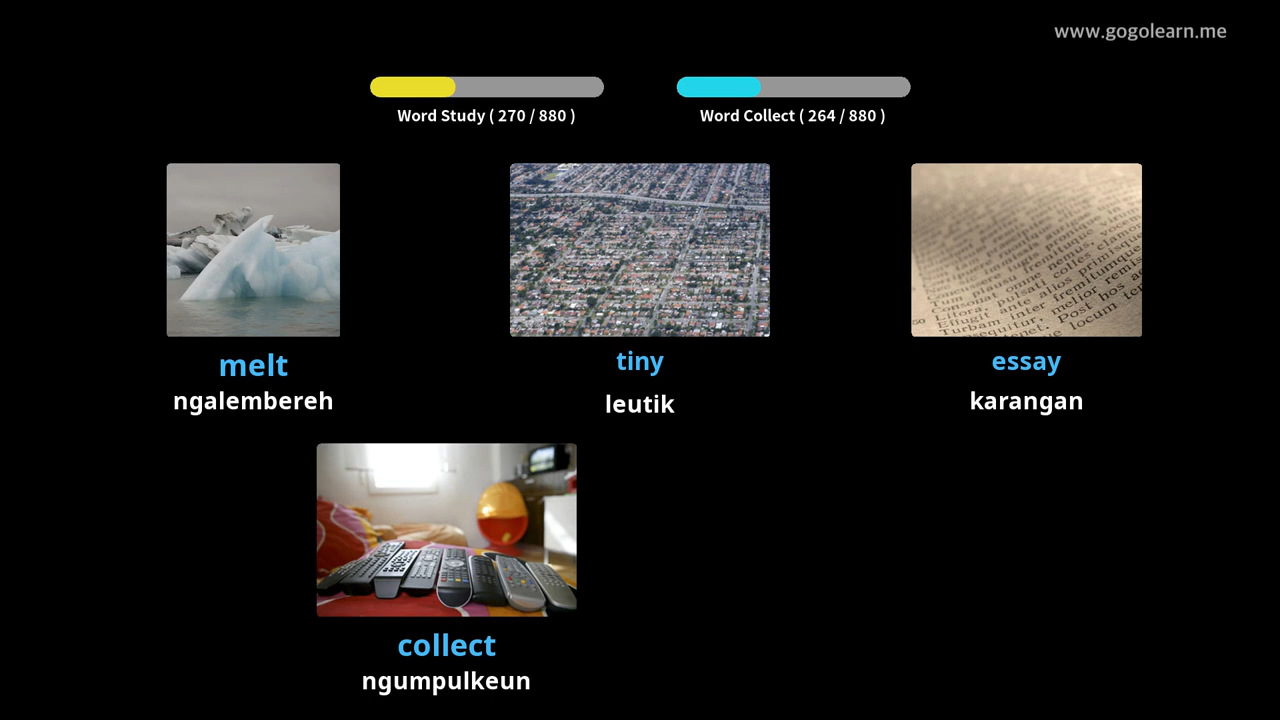 www.gogolearn.me
Word Study ( 270 / 880 )
Word Collect ( 264 / 880 )
melt
ngalembereh
tiny
leutik
essay
karangan
collect
ngumpulkeun